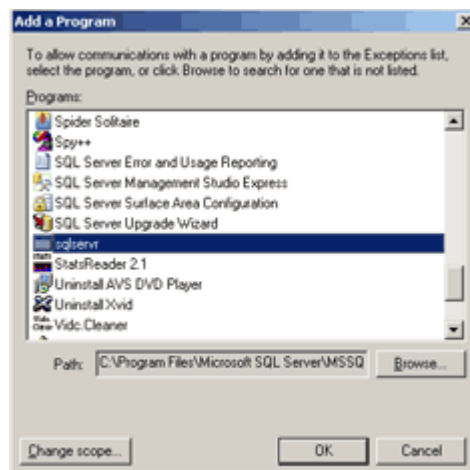 Add a Program
To allow communications with a program by adding it to the Exceptions list,
select the program, or click Browse to search for one that is not listed.
Programs:
Spider Solitaire
Spy++
SQL Server Error and Usage Reporting
SQL Server Management Studio Express
SQL Server Surface Area Configuration
SQL Server Upgrade Wizard
sqlservr
StatsReader 2.1
Uninstall AVS DVD Player
Uninstall Xvid
Vidc.Cleaner
Path: C:\Program Files\Microsoft SQL Server\MSSQ Browse...
Change scope... OK Cancel